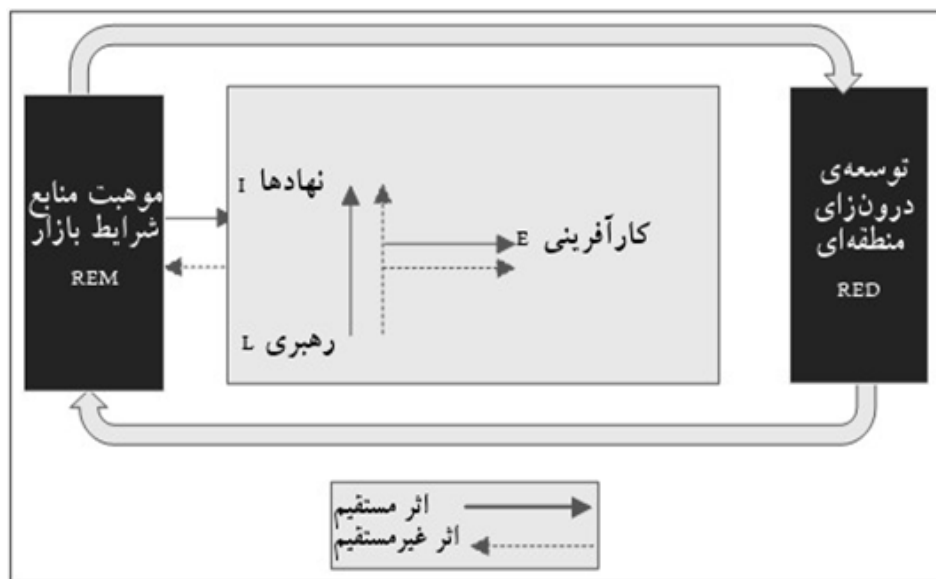 توسعه‌ی
درون‌زای
منطقه‌ای
RED
موهبت منابع
شرایط بازار
REM
I نهادها
E کارآفرینی
L رهبری
اثر مستقیم
اثر غیرمستقیم